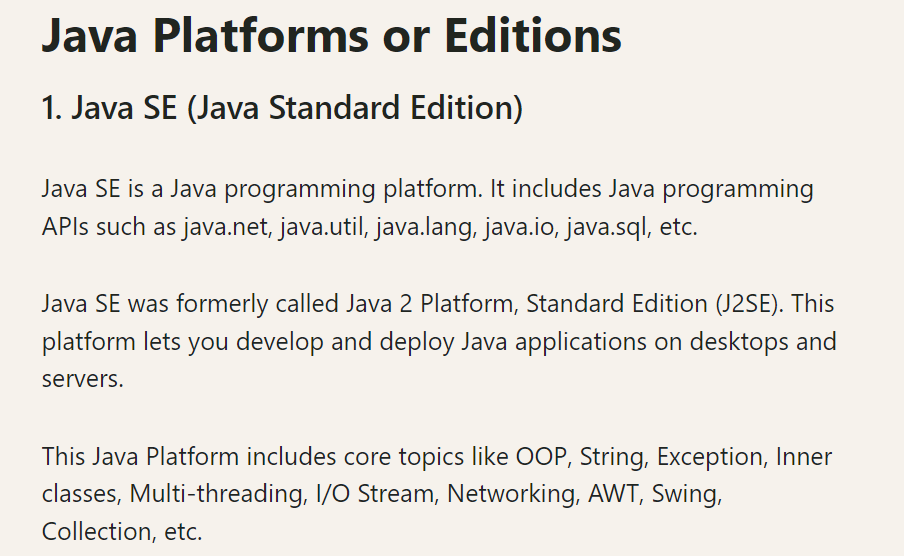 Java Platforms or Editions
1. Java SE (Java Standard Edition)
Java SE is a Java programming platform. It includes Java programming
APIs such as java.net, java.util, java.lang, java.io, java.sql, etc.
Java SE was formerly called Java 2 Platform, Standard Edition (J2SE). This
platform lets you develop and deploy Java applications on desktops and
servers.
This Java Platform includes core topics like OOP, String, Exception, Inner
classes, Multi-threading, I/O Stream, Networking, AWT, Swing,
Collection, etc.